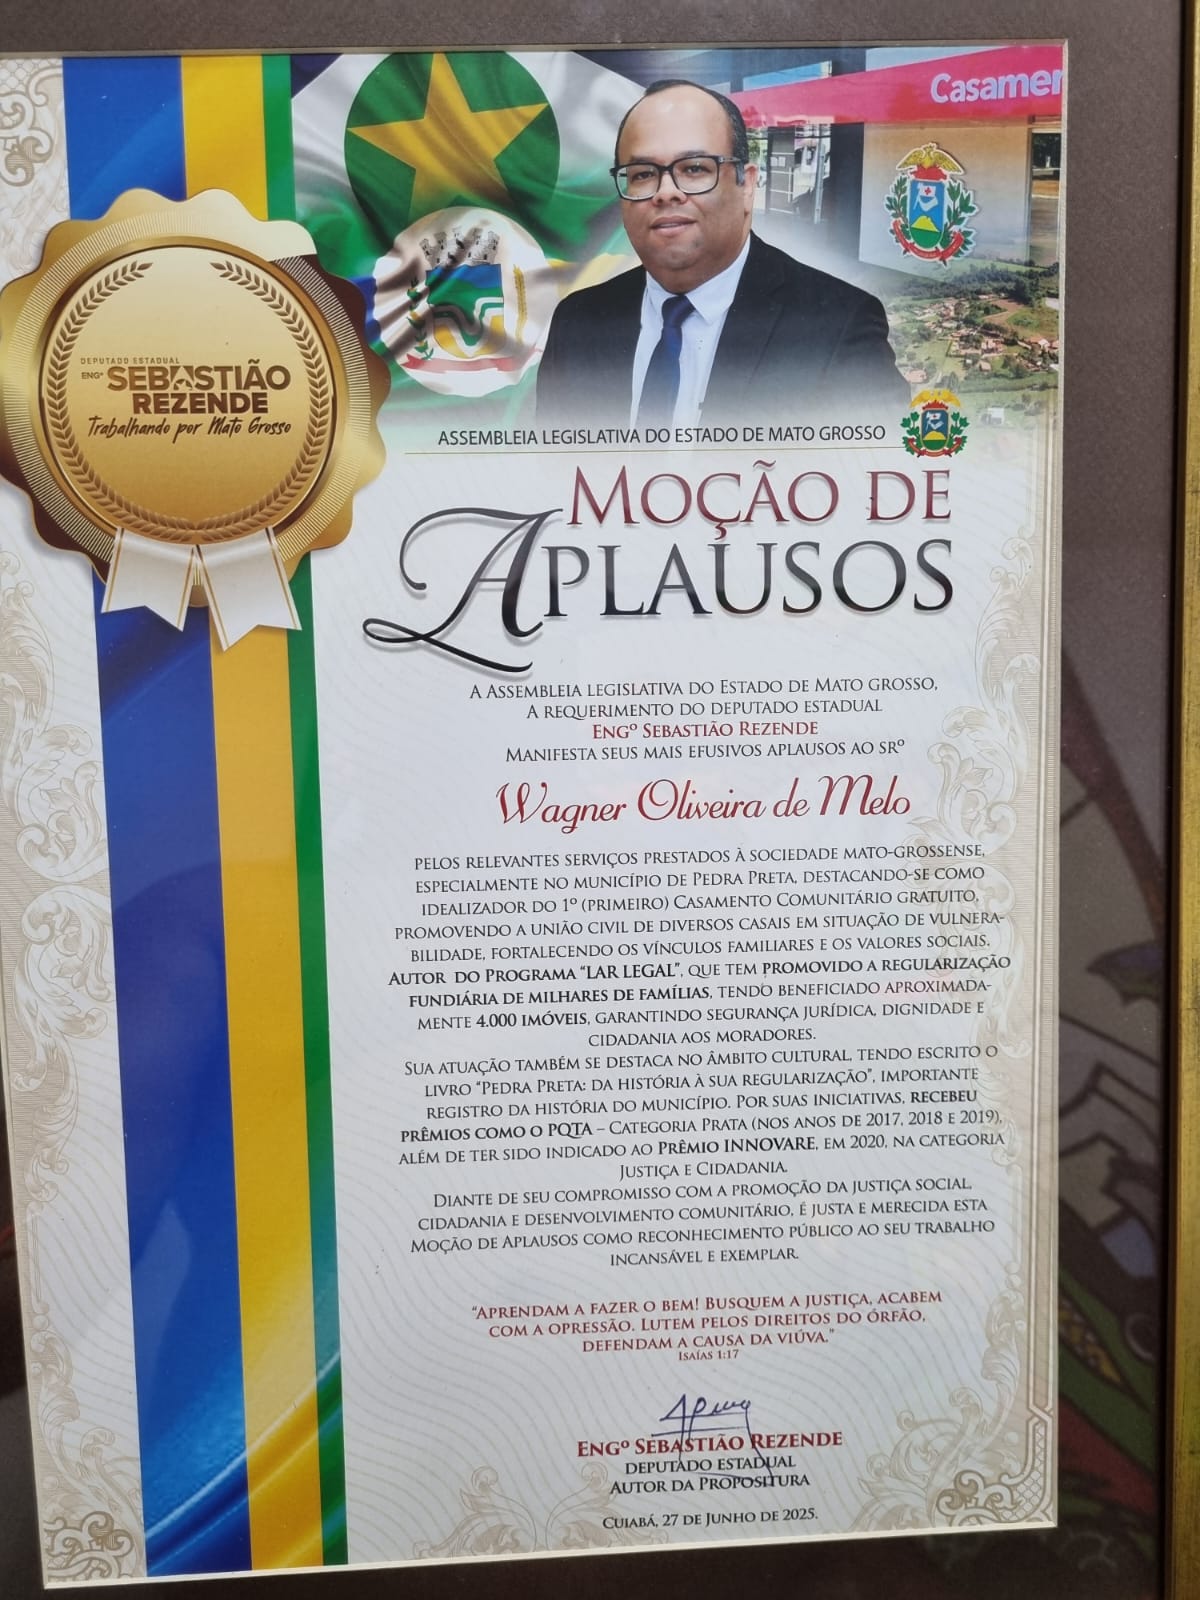 Casamen
DEPUTADO ESTADUAL
ENGº SEBASTIÃO
REZENDE
Trabalhando por Mato Grosso
ASSEMBLEIA LEGISLATIVA DO ESTADO DE MATO GROSSO
MOÇÃO DE
APLAUSOS
A ASSEMBLEIA LEGISLATIVA DO ESTADO DE MATO GROSSO,
A REQUERIMENTO DO DEPUTADO ESTADUAL
ENGº SEBASTIÃO REZENDE
MANIFESTA SEUS MAIS EFUSIVOS APLAUSOS AO SRº
Wagner Oliveira de Melo
PELOS RELEVANTES SERVIÇOS PRESTADOS À SOCIEDADE MATO-GROSSENSE,
ESPECIALMENTE NO MUNICÍPIO DE PEDRA PRETA, DESTACANDO-SE COMO
IDEALIZADOR DO 1º (PRIMEIRO) CASAMENTO COMUNITÁRIO GRATUITO,
PROMOVENDO A UNIÃO CIVIL DE DIVERSOS CASAIS EM SITUAÇÃO DE VULNERA-
BILIDADE, FORTALECENDO OS VÍNCULOS FAMILIARES E OS VALORES SOCIAIS.
AUTOR DO PROGRAMA "LAR LEGAL", QUE TEM PROMOVIDO A REGULARIZAÇÃO
FUNDIÁRIA DE MILHARES DE FAMÍLIAS, TENDO BENEFICIADO APROXIMADA-
MENTE 4.000 IMÓVEIS, GARANTINDO SEGURANÇA JURÍDICA, DIGNIDADE E
CIDADANIA AOS MORADORES.
SUA ATUAÇÃO TAMBÉM SE DESTACA NO ÂMBITO CULTURAL, TENDO ESCRITO O
LIVRO "PEDRA PRETA: DA HISTÓRIA À SUA REGULARIZAÇÃO", IMPORTANTE
REGISTRO DA HISTÓRIA DO MUNICÍPIO. POR SUAS INICIATIVAS, RECEBEU
PRÊMIOS COMO O PQTA – CATEGORIA PRATA (NOS ANOS DE 2017, 2018 E 2019),
ALÉM DE TER SIDO INDICADO AO PRÊMIO INNOVARE, EM 2020, NA CATEGORIA
JUSTIÇA E CIDADANIA.
DIANTE DE SEU COMPROMISSO COM A PROMOÇÃO DA JUSTIÇA SOCIAL,
CIDADANIA E DESENVOLVIMENTO COMUNITÁRIO, É JUSTA E MERECIDA ESTA
MOÇÃO DE APLAUSOS COMO RECONHECIMENTO PÚBLICO AO SEU TRABALHO
INCANSÁVEL E EXEMPLAR.
"APRENDAM A FAZER O BEM! BUSQUEM A JUSTIÇA, ACABEM
COM A OPRESSÃO. LUTEM PELOS DIREITOS DO ÓRFÃO,
DEFENDAM A CAUSA DA VIÚVA."
ISAÍAS 1:17
ENGº SEBASTIÃO REZENDE
DEPUTADO ESTADUAL
AUTOR DA PROPOSITURA
CUIABÁ, 27 DE JUNHO DE 2025.